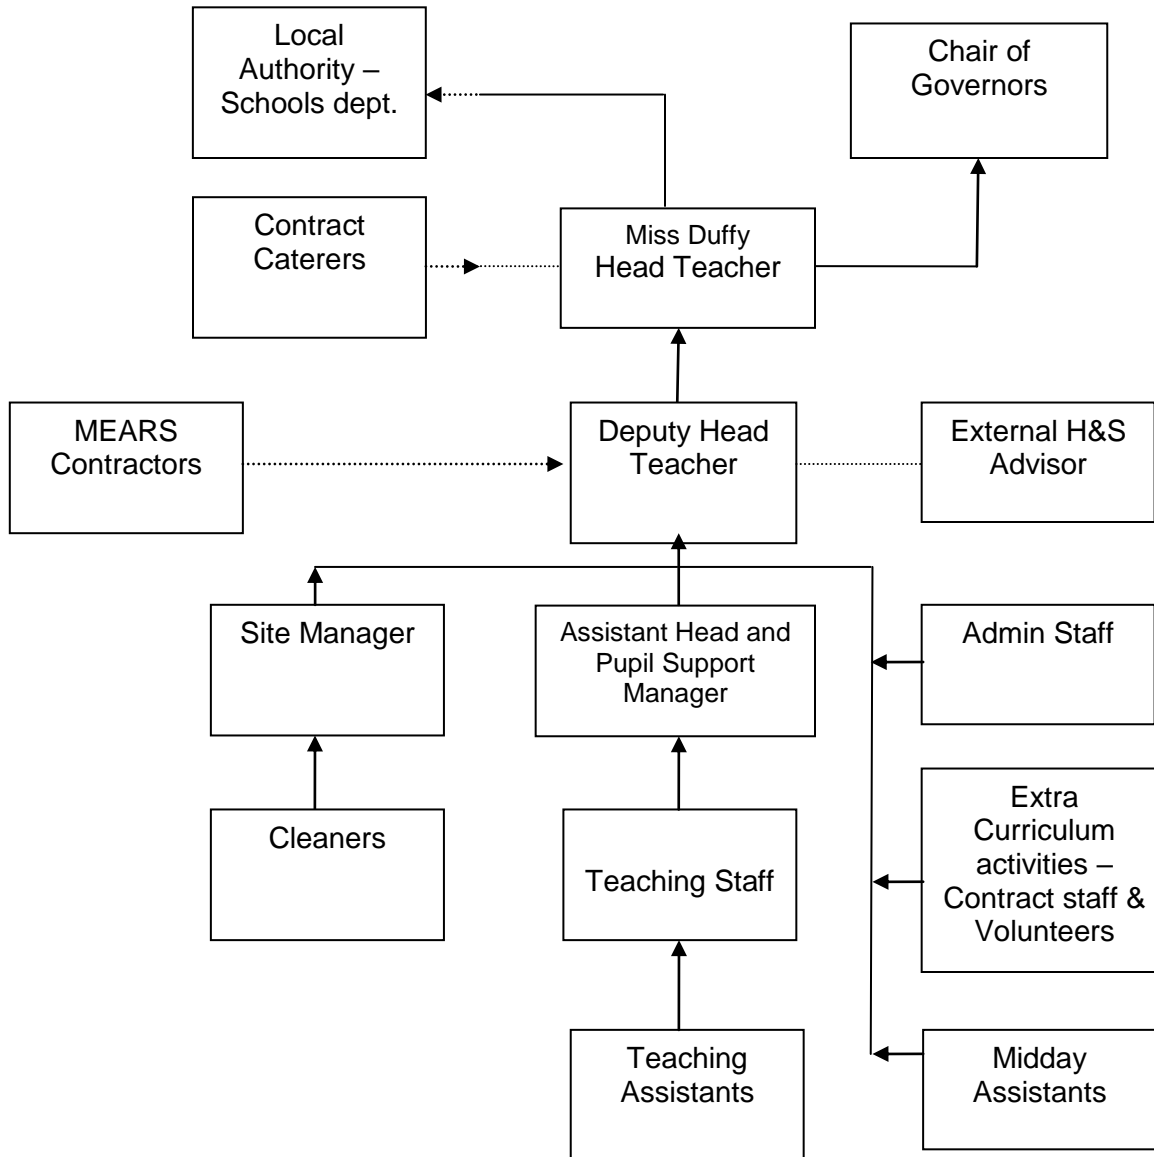 Local
Authority –
Schools dept.
Chair of
Governors
Contract
Caterers
Miss Duffy
Head Teacher
MEARS
Contractors
Deputy Head
Teacher
External H&S
Advisor
Site Manager
Assistant Head and
Pupil Support
Manager
Admin Staff
Cleaners
Teaching Staff
Extra
Curriculum
activities –
Contract staff &
Volunteers
Teaching
Assistants
Midday
Assistants